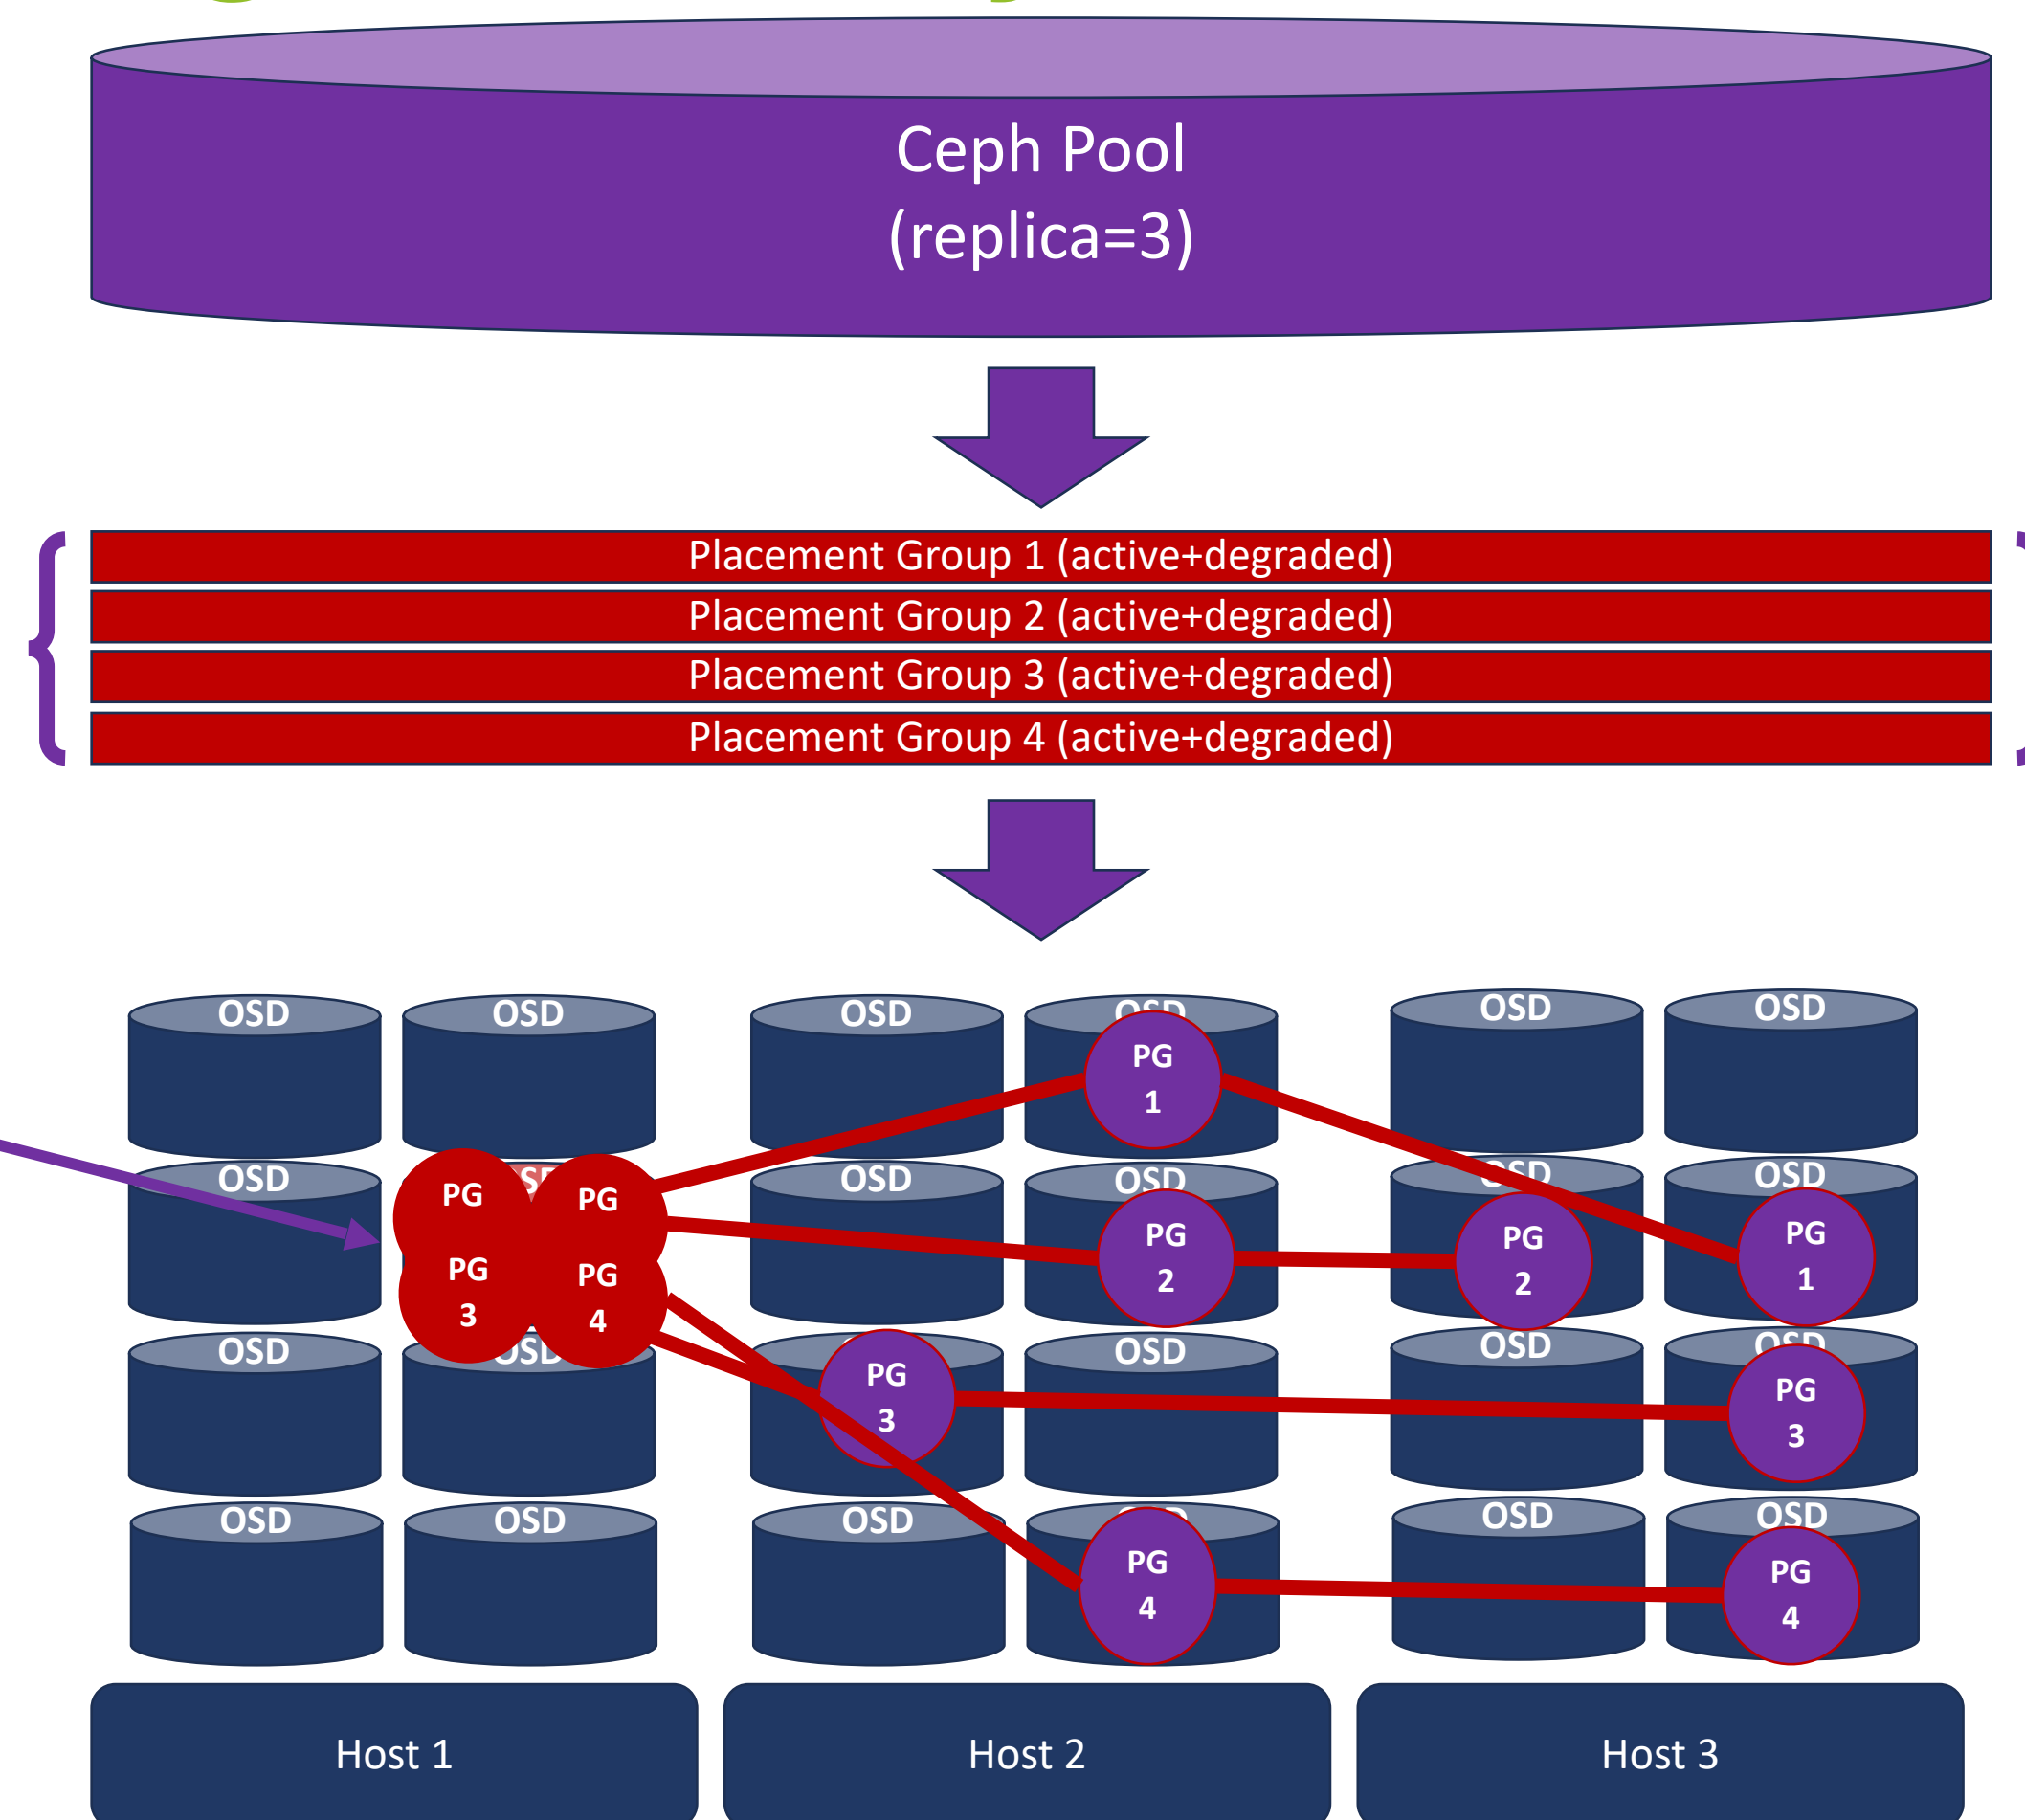 Ceph Pool
(replica=3)
Placement Group 1 (active+degraded)
Placement Group 2 (active+degraded)
Placement Group 3 (active+degraded)
Placement Group 4 (active+degraded)
OSD
OSD
OSD
OSD
OSD
OSD
PG
1
OSD
OSD
OSD
OSD
OSD
PG
PG
PG
2
PG
2
PG
1
PG
3
PG
4
OSD
OSD
OSD
OSD
OSD
PG
3
PG
3
OSD
OSD
OSD
OSD
OSD
PG
4
PG
4
Host 1
Host 2
Host 3